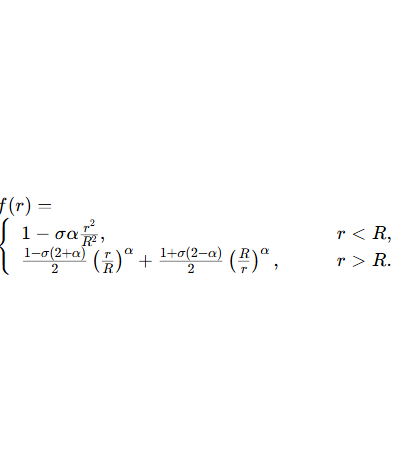 f(r) =
{ 1 − σα r²/R², r < R,
(1−σ(2+α))/2 (r/R)^α + (1+σ(2−α))/2 (R/r)^α, r > R.